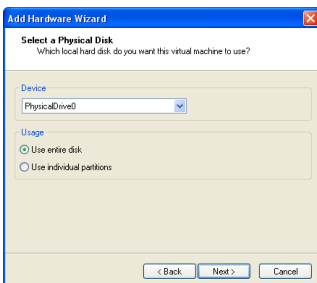 Add Hardware Wizard
Select a Physical Disk
Which local hard disk do you want this virtual machine to use?
Device
PhysicalDrive0
Usage
Use entire disk
Use individual partitions
< Back
Next >
Cancel